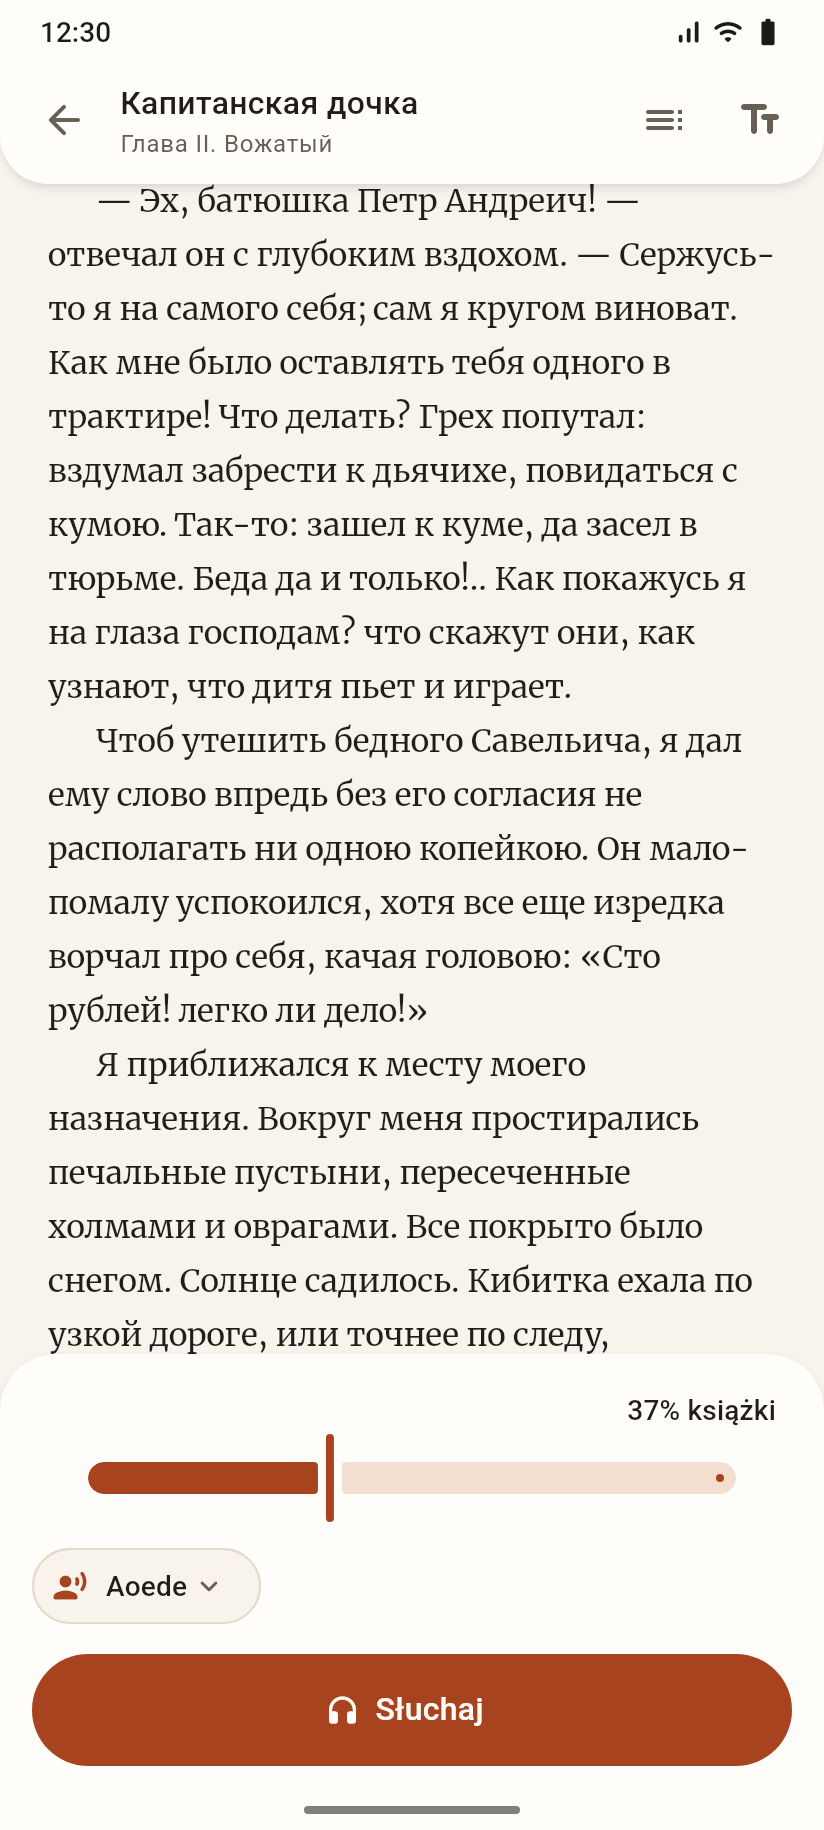 12:30
Капитанская дочка
Глава II. Вожатый
— Эх, батюшка Петр Андреич! —
отвечал он с глубоким вздохом. — Сержусь-
то я на самого себя; сам я кругом виноват.
Как мне было оставлять тебя одного в
трактире! Что делать? Грех попутал:
вздумал забрести к дьячихе, повидаться с
кумою. Так-то: зашел к куме, да засел в
тюрьме. Беда да и только!.. Как покажусь я
на глаза господам? что скажут они, как
узнают, что дитя пьет и играет.
Чтоб утешить бедного Савельича, я дал
ему слово впредь без его согласия не
располагать ни одною копейкою. Он мало-
помалу успокоился, хотя все еще изредка
ворчал про себя, качая головою: «Сто
рублей! легко ли дело!»
Я приближался к месту моего
назначения. Вокруг меня простирались
печальные пустыни, пересеченные
холмами и оврагами. Все покрыто было
снегом. Солнце садилось. Кибитка ехала по
узкой дороге, или точнее по следу,
37% książki
Aoede
Słuchaj